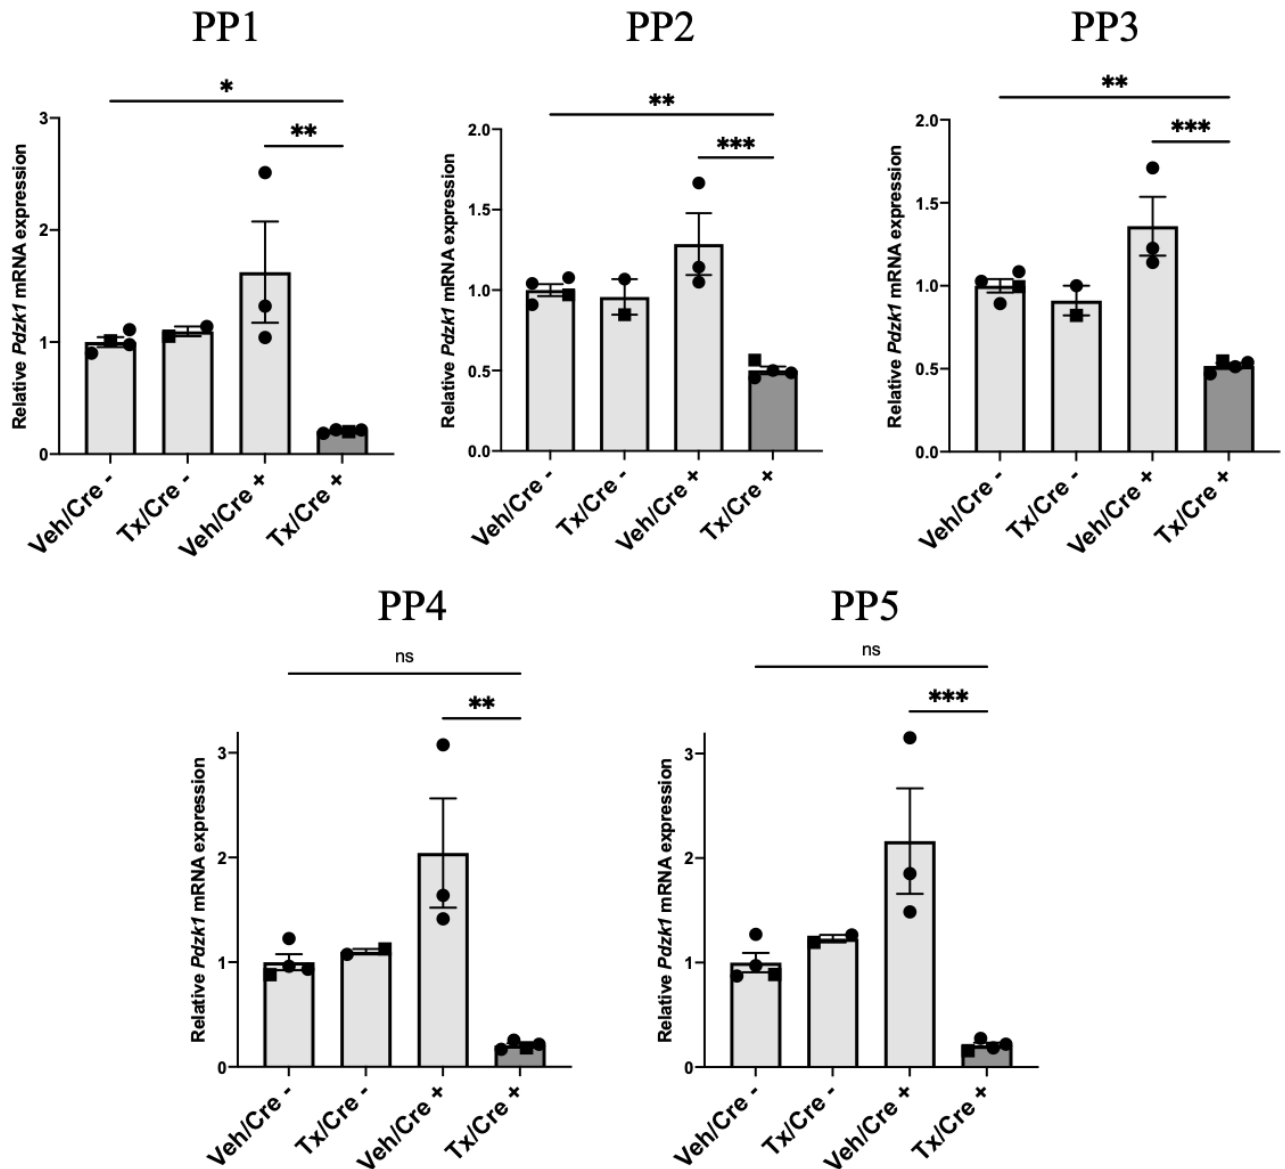 PP1
*
**
3
2
1
0
Relative Pdzk1 mRNA expression
Veh/Cre -
Tx/Cre -
Veh/Cre +
Tx/Cre +
PP2
**
***
2.0
1.5
1.0
0.5
0.0
Relative Pdzk1 mRNA expression
Veh/Cre -
Tx/Cre -
Veh/Cre +
Tx/Cre +
PP3
**
***
2.0
1.5
1.0
0.5
0.0
Relative Pdzk1 mRNA expression
Veh/Cre -
Tx/Cre -
Veh/Cre +
Tx/Cre +
PP4
ns
**
3
2
1
0
Relative Pdzk1 mRNA expression
Veh/Cre -
Tx/Cre -
Veh/Cre +
Tx/Cre +
PP5
ns
***
3
2
1
0
Relative Pdzk1 mRNA expression
Veh/Cre -
Tx/Cre -
Veh/Cre +
Tx/Cre +